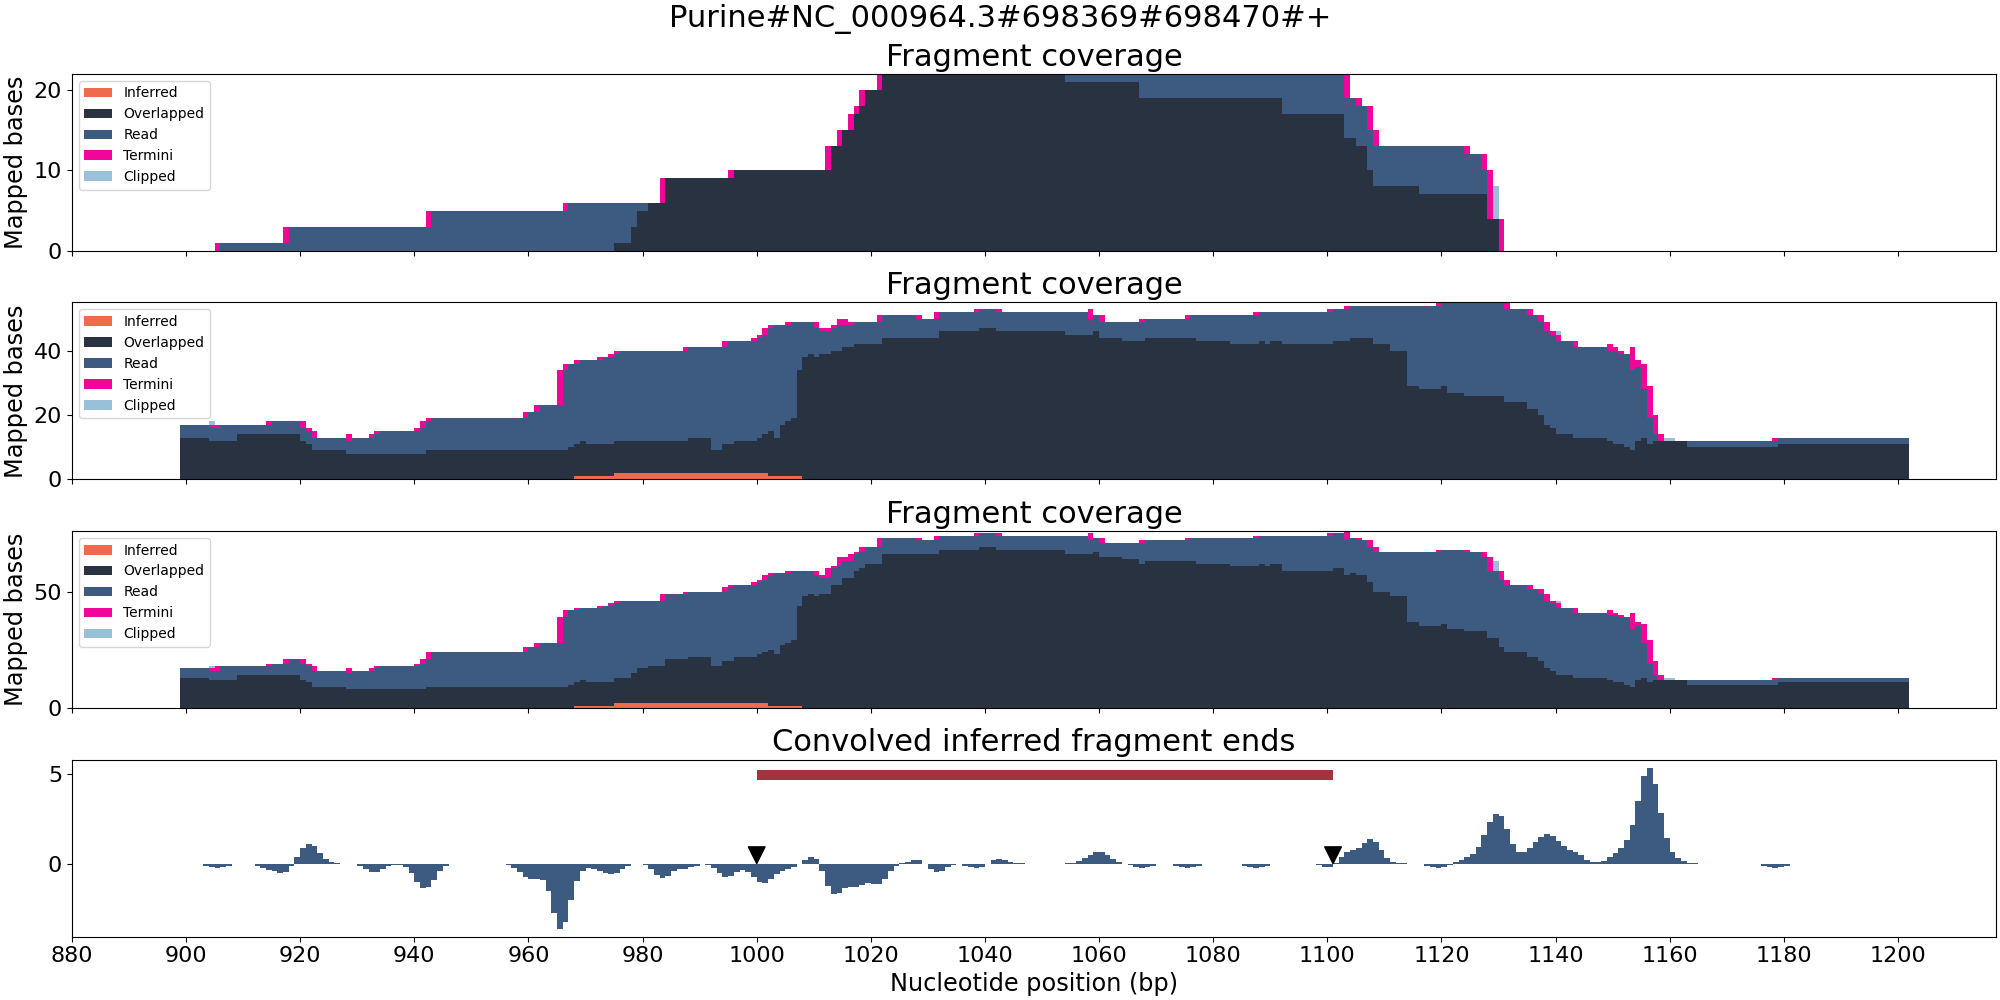 Purine#NC_000964.3#698369#698470#+
Fragment coverage
Mapped bases
20
10
0
Inferred
Overlapped
Read
Termini
Clipped
Fragment coverage
Mapped bases
40
20
0
Inferred
Overlapped
Read
Termini
Clipped
Fragment coverage
Mapped bases
50
0
Inferred
Overlapped
Read
Termini
Clipped
Convolved inferred fragment ends
5
0
880 900 920 940 960 980 1000 1020 1040 1060 1080 1100 1120 1140 1160 1180 1200
Nucleotide position (bp)